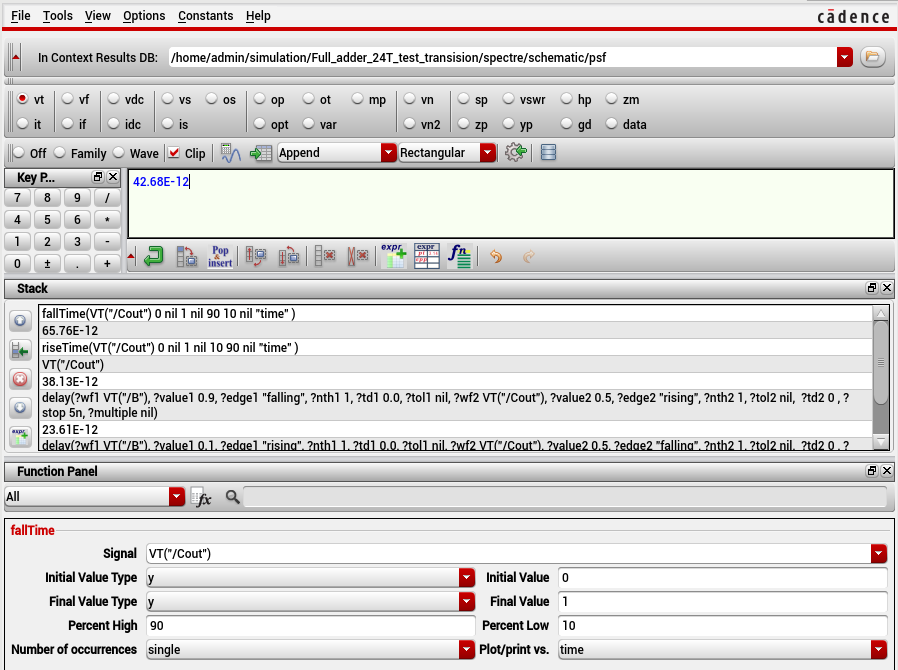 File Tools View Options Constants Help
cādence
In Context Results DB: /home/admin/simulation/Full_adder_24T_test_transision/spectre/schematic/psf
vt vf vdc vs os op ot mp vn sp vswr hp zm
it if idc is opt var vn2 zp yp gd data
Off Family Wave Clip Append Rectangular
Key P...
7 8 9 /
4 5 6 *
1 2 3 -
0 ± . +
42.68E-12
Pop insert expr expr fn
Stack
fallTime(VT("/Cout") 0 nil 1 nil 90 10 nil "time" )
65.76E-12
riseTime(VT("/Cout") 0 nil 1 nil 10 90 nil "time" )
VT("/Cout")
38.13E-12
delay(?wf1 VT("/B"), ?value1 0.9, ?edge1 "falling", ?nth1 1, ?td1 0.0, ?tol1 nil, ?wf2 VT("/Cout"), ?value2 0.5, ?edge2 "rising", ?nth2 1, ?tol2 nil, ?td2 0 , ?
stop 5n, ?multiple nil)
23.61E-12
delay(?wf1 VT("/B"), ?value1 0.1, ?edge1 "rising", ?nth1 1, ?td1 0.0, ?tol1 nil, ?wf2 VT("/Cout"), ?value2 0.5, ?edge2 "falling", ?nth2 1, ?tol2 nil, ?td2 0 , ?
expr
Function Panel
All fx
fallTime
Signal VT("/Cout")
Initial Value Type y Initial Value 0
Final Value Type y Final Value 1
Percent High 90 Percent Low 10
Number of occurrences single Plot/print vs. time